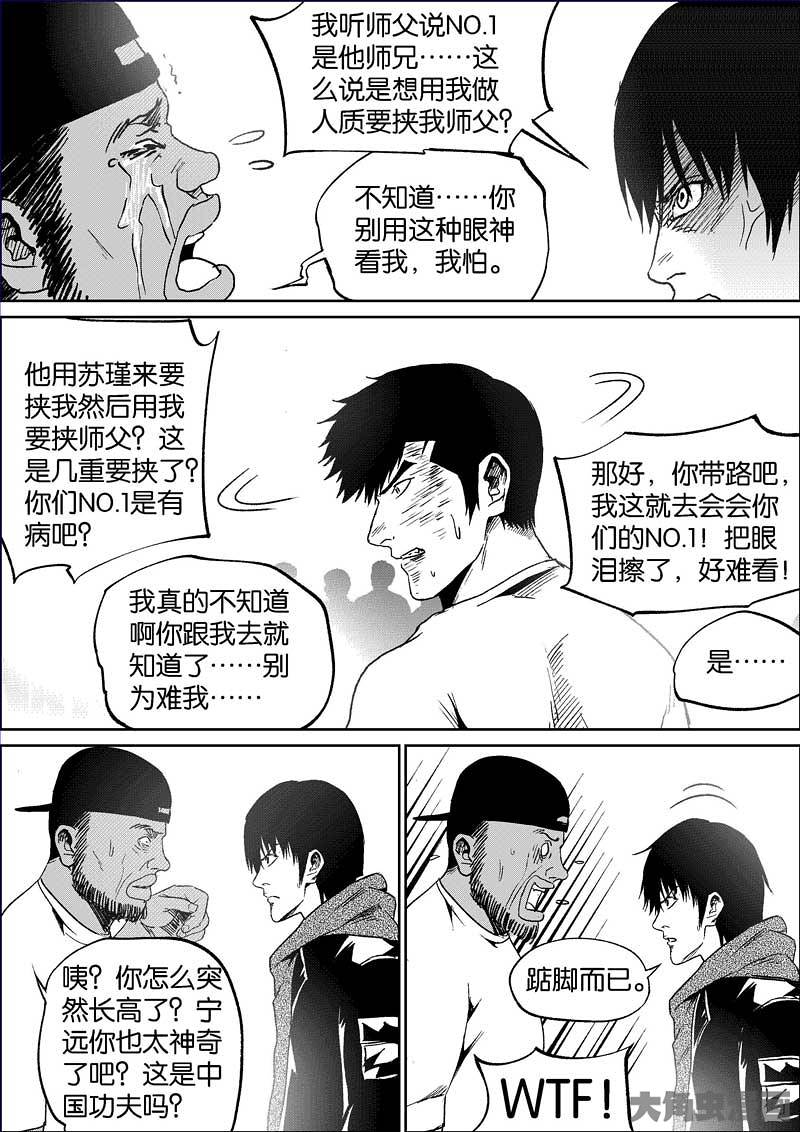 我听师父说NO.1
是他师兄……这
么说是想用我做
人质要挟我师父？
不知道……你
别用这种眼神
看我，我怕。
他用苏瑾来要
挟我然后用我
要挟师父？这
是几重要挟了？
你们NO.1是有
病吧？
我真的不知道
啊你跟我去就
知道了……别
为难我……
那好，你带路吧，
我这就去会会你
们的NO.1！把眼
泪擦了，好难看！
是……
咦？你怎么突
然长高了？宁
远你也太神奇
了吧？这是中
国功夫吗？
踮脚而已。
WTF！
大角虫漫画